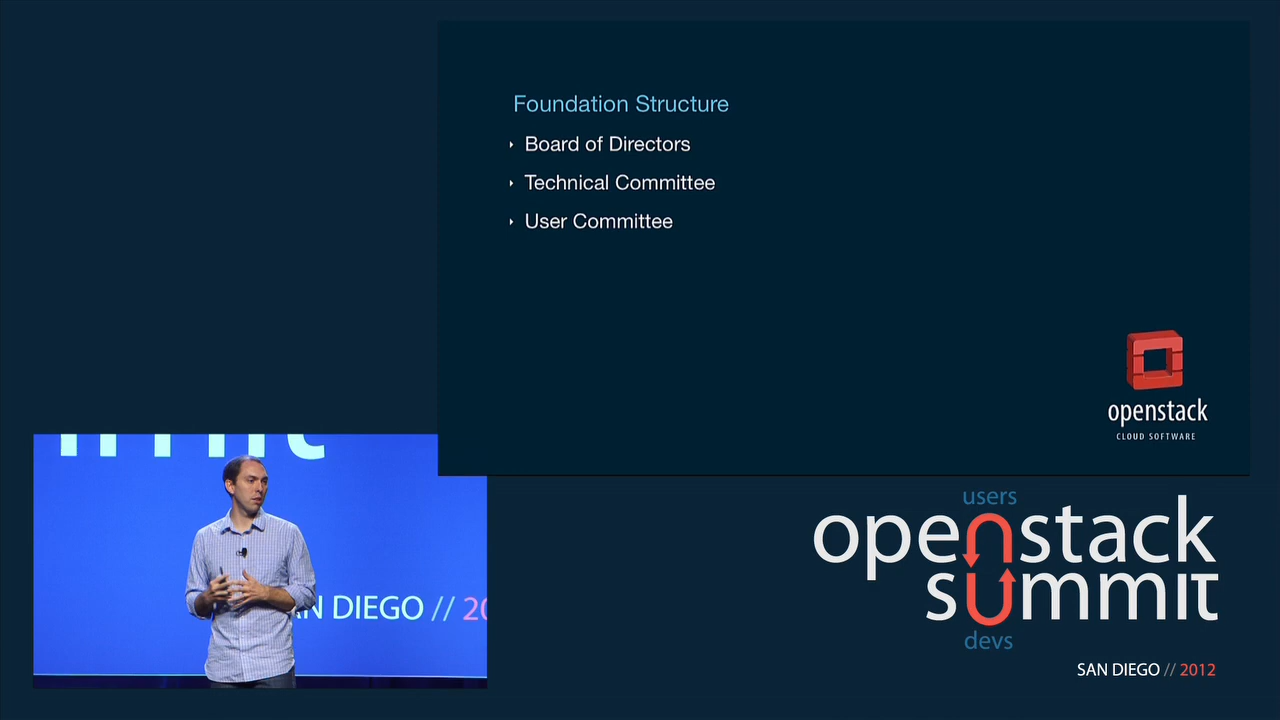 Foundation Structure
Board of Directors
Technical Committee
User Committee
openstack
CLOUD SOFTWARE
SAN DIEGO // 20
users
openstack
summit
devs
SAN DIEGO // 2012